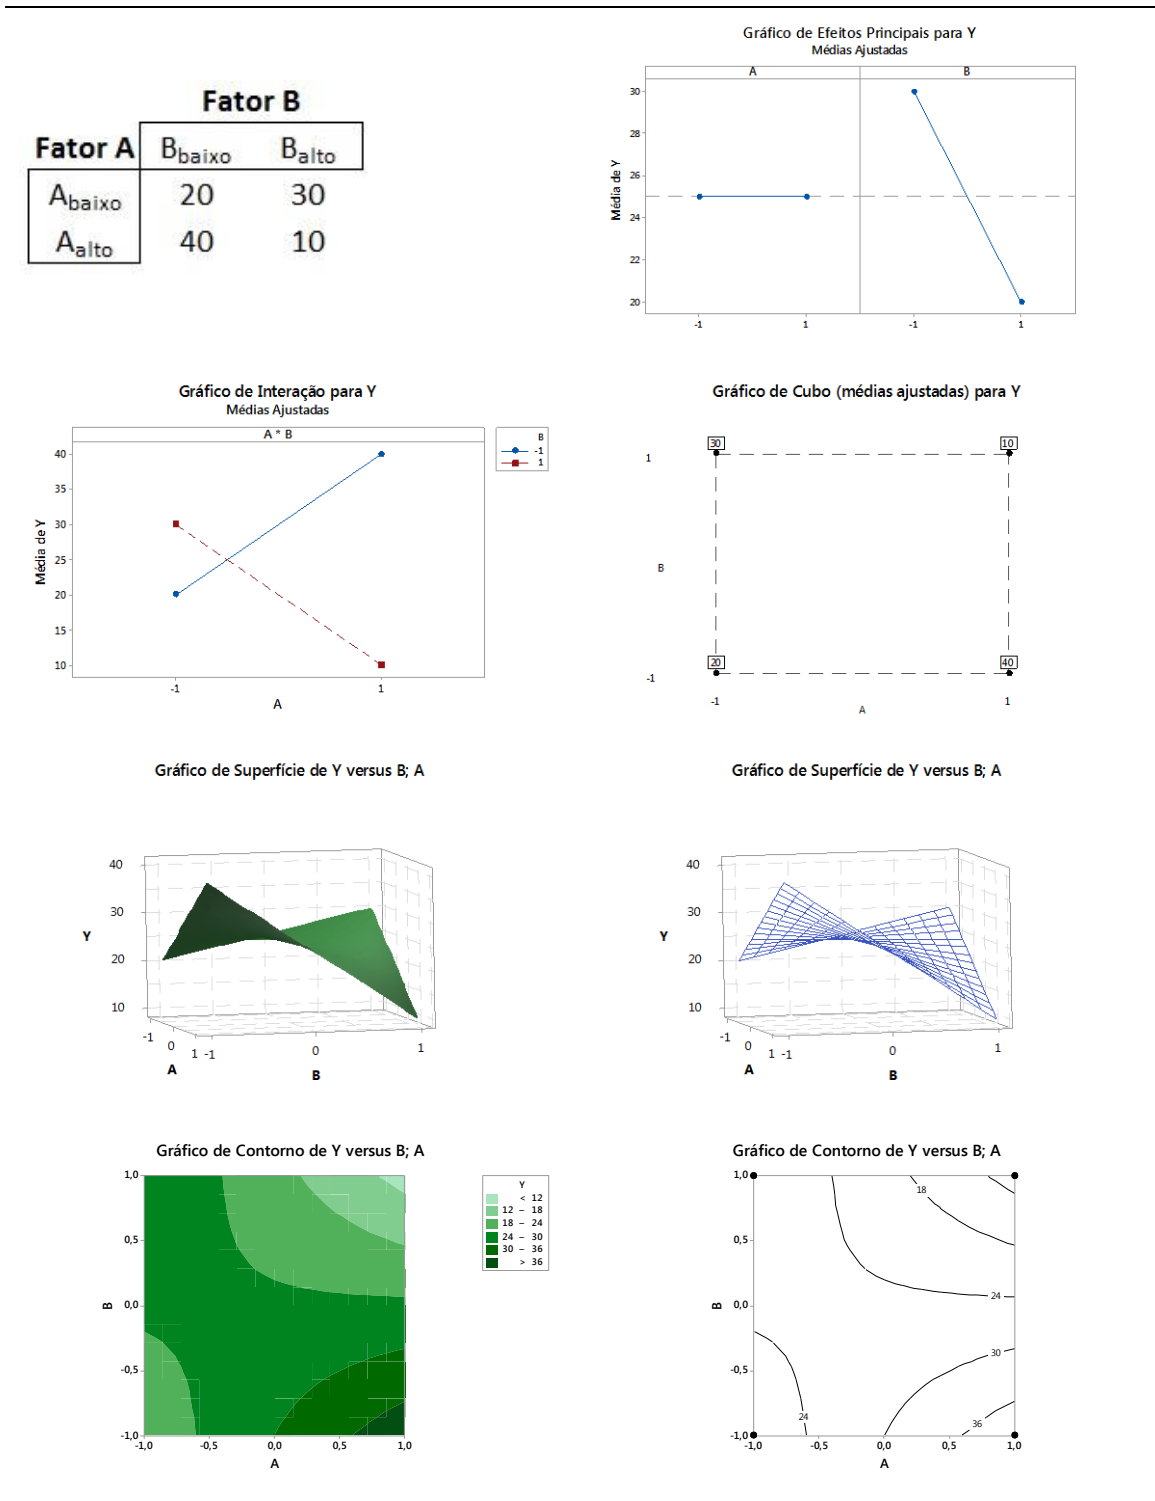 Fator B
Fator A Bbaixo Balto
Abaixo 20 30
Aalto 40 10
Gráfico de Efeitos Principais para Y
Médias Ajustadas
A B
Média de Y
30
28
26
24
22
20
-1 1 -1 1
Gráfico de Interação para Y
Médias Ajustadas
A * B
Média de Y
40
35
30
25
20
15
10
-1 1
A
B
-1
1
Gráfico de Cubo (médias ajustadas) para Y
30 10
1
B
20 40
-1
-1 1
A
Gráfico de Superfície de Y versus B; A
40
30
Y
20
10
-1
0
1
A
-1 0 1
B
Gráfico de Superfície de Y versus B; A
40
30
Y
20
10
-1
0
1
A
-1 0 1
B
Gráfico de Contorno de Y versus B; A
1,0
0,5
0,0
-0,5
-1,0
B
-1,0 -0,5 0,0 0,5 1,0
A
Y
< 12
12 – 18
18 – 24
24 – 30
30 – 36
> 36
Gráfico de Contorno de Y versus B; A
1,0
0,5
0,0
-0,5
-1,0
B
18
24
30
24
36
-1,0 -0,5 0,0 0,5 1,0
A